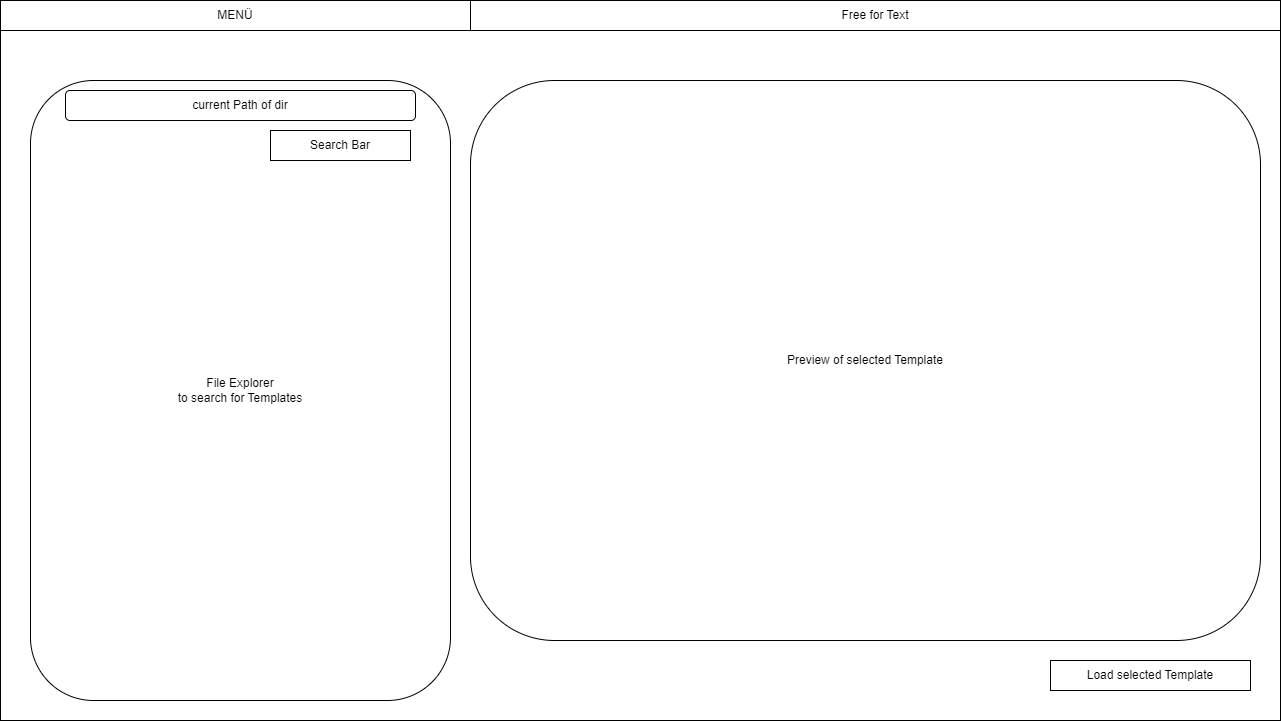 MENÜ
Free for Text
current Path of dir
Search Bar
File Explorer
to search for Templates
Preview of selected Template
Load selected Template